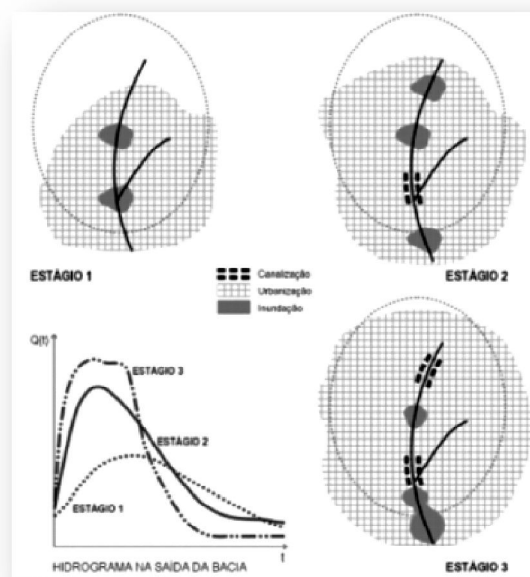 ESTÁGIO 1
Canalização
Urbanização
Inundação
ESTÁGIO 2
Q(t)
ESTÁGIO 3
ESTÁGIO 2
ESTÁGIO 1
t
HIDROGRAMA NA SAÍDA DA BACIA
ESTÁGIO 3